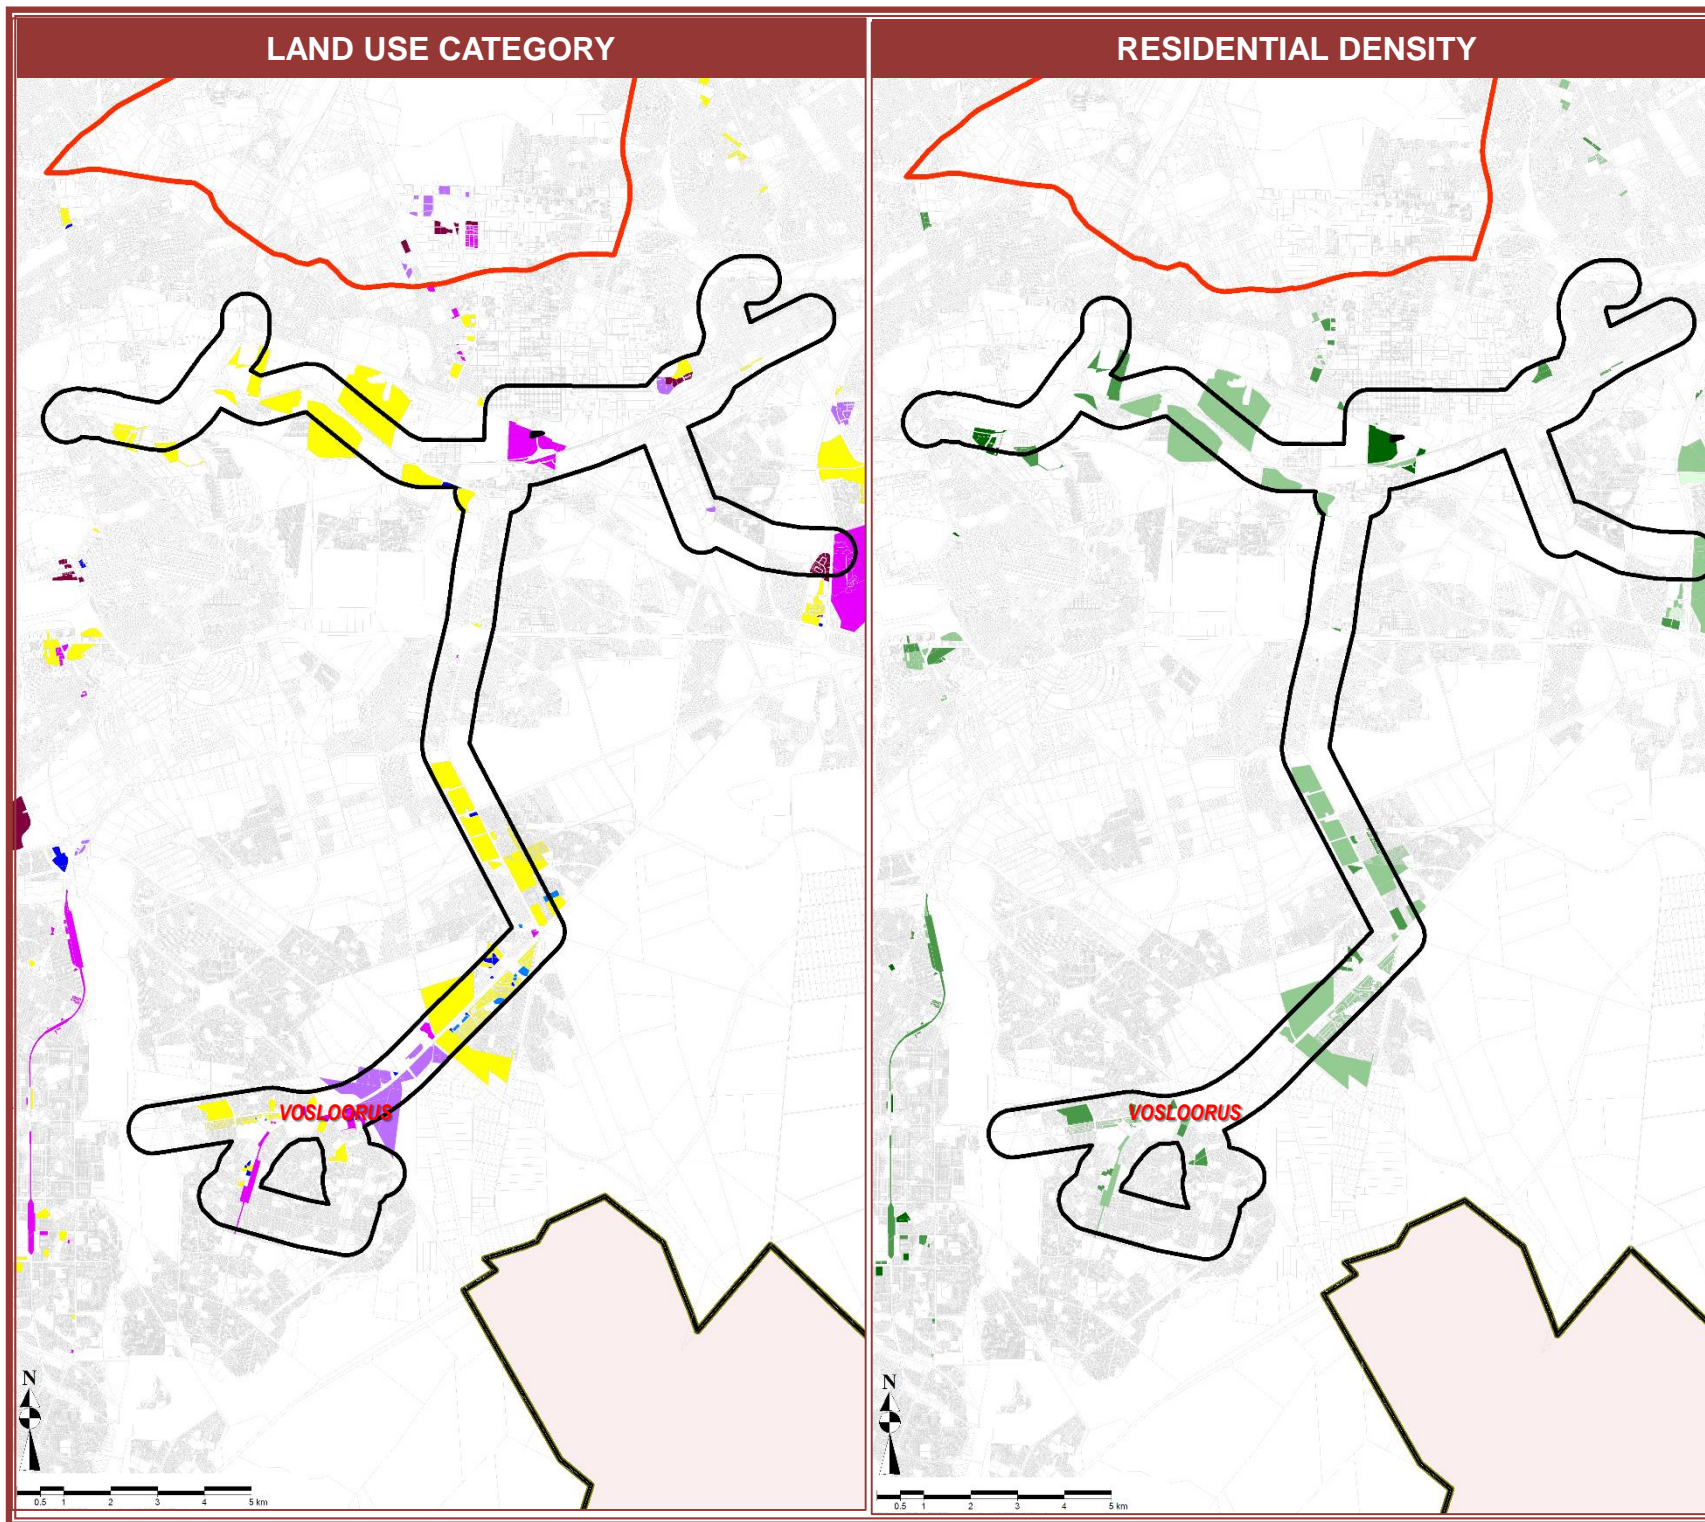 LAND USE CATEGORY
RESIDENTIAL DENSITY
VOSLOORUS
VOSLOORUS
N
N
0.5 1 2 3 4 5 km
0.5 1 2 3 4 5 km